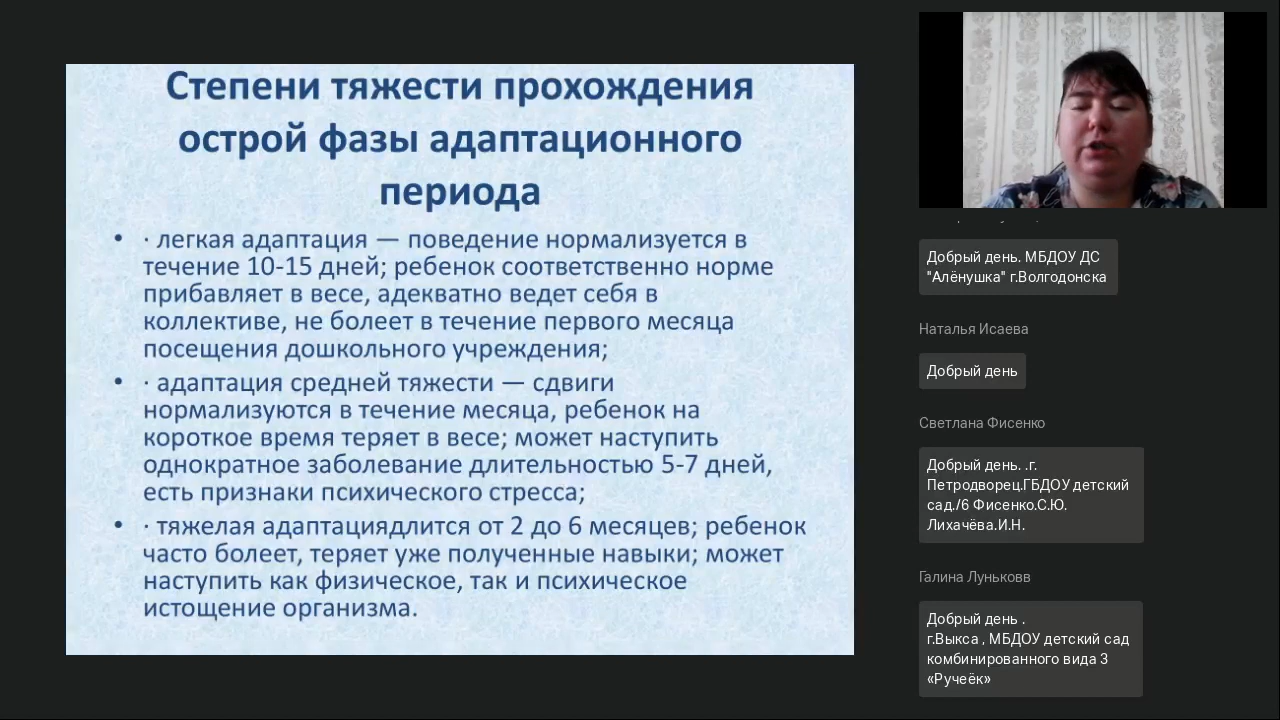 Степени тяжести прохождения
острой фазы адаптационного
периода
• · легкая адаптация — поведение нормализуется в
течение 10-15 дней; ребенок соответственно норме
прибавляет в весе, адекватно ведет себя в
коллективе, не болеет в течение первого месяца
посещения дошкольного учреждения;
• · адаптация средней тяжести — сдвиги
нормализуются в течение месяца, ребенок на
короткое время теряет в весе; может наступить
однократное заболевание длительностью 5-7 дней,
есть признаки психического стресса;
• · тяжелая адаптациядлится от 2 до 6 месяцев; ребенок
часто болеет, теряет уже полученные навыки; может
наступить как физическое, так и психическое
истощение организма.
Добрый день. МБДОУ ДС
"Алёнушка" г.Волгодонска
Наталья Исаева
Добрый день
Светлана Фисенко
Добрый день. .г.
Петродворец.ГБДОУ детский
сад./6 Фисенко.С.Ю.
Лихачёва.И.Н.
Галина Луньковв
Добрый день .
г.Выкса , МБДОУ детский сад
комбинированного вида 3
«Ручеёк»